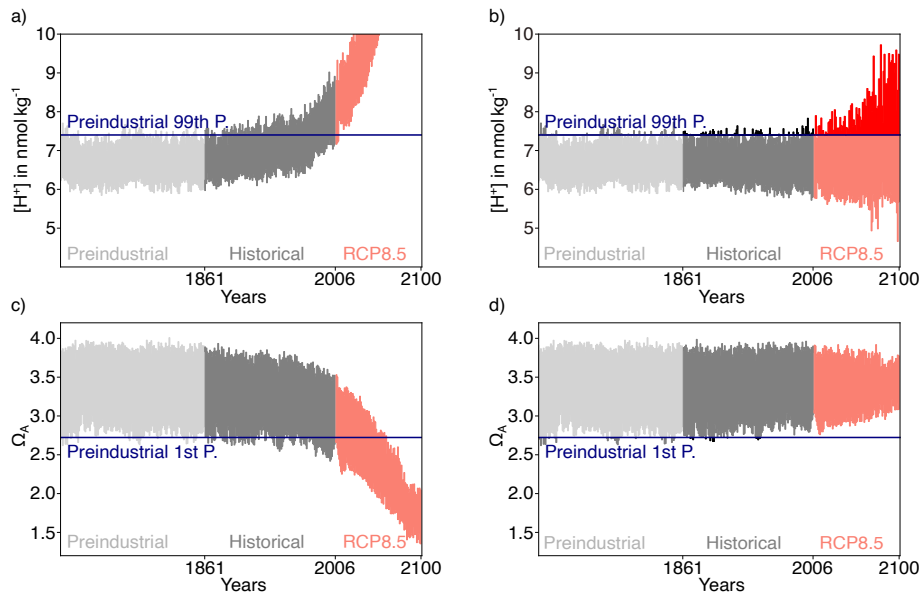 a)
10
9
8
7
6
5
[H⁺] in nmol kg⁻¹
Preindustrial 99th P.
Preindustrial
Historical
RCP8.5
1861
2006
2100
Years
b)
10
9
8
7
6
5
[H⁺] in nmol kg⁻¹
Preindustrial 99th P.
Preindustrial
Historical
RCP8.5
1861
2006
2100
Years
c)
4.0
3.5
3.0
2.5
2.0
1.5
Ω_A
Preindustrial 1st P.
Preindustrial
Historical
RCP8.5
1861
2006
2100
Years
d)
4.0
3.5
3.0
2.5
2.0
1.5
Ω_A
Preindustrial 1st P.
Preindustrial
Historical
RCP8.5
1861
2006
2100
Years